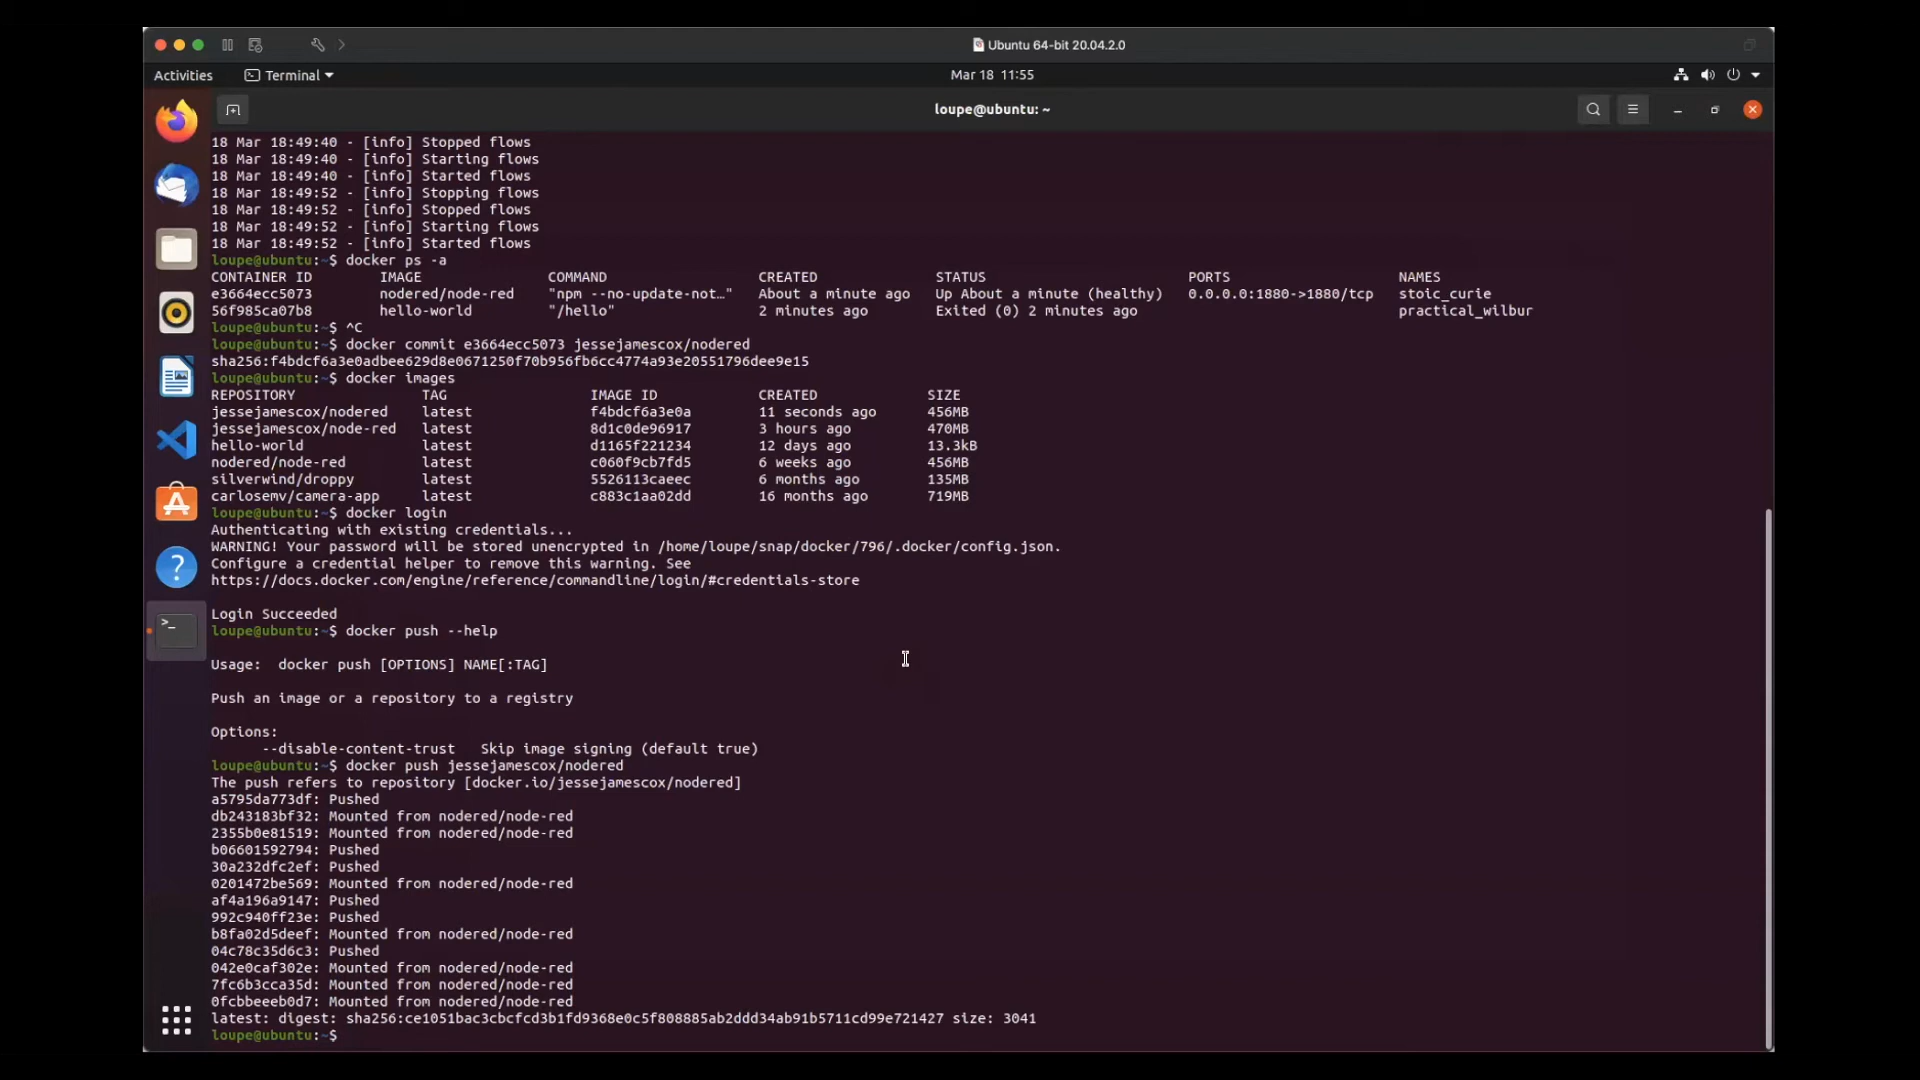 Ubuntu 64-bit 20.04.2.0
Activities Terminal Mar 18 11:55
loupe@ubuntu: ~
18 Mar 18:49:40 - [info] Stopped flows
18 Mar 18:49:40 - [info] Starting flows
18 Mar 18:49:40 - [info] Started flows
18 Mar 18:49:52 - [info] Stopping flows
18 Mar 18:49:52 - [info] Stopped flows
18 Mar 18:49:52 - [info] Starting flows
18 Mar 18:49:52 - [info] Started flows
loupe@ubuntu:~$ docker ps -a
CONTAINER ID IMAGE COMMAND CREATED STATUS PORTS NAMES
e3664ecc5073 nodered/node-red "npm --no-update-not…" About a minute ago Up About a minute (healthy) 0.0.0.0:1880->1880/tcp stoic_curie
56f985ca07b8 hello-world "/hello" 2 minutes ago Exited (0) 2 minutes ago practical_wilbur
loupe@ubuntu:~$ ^C
loupe@ubuntu:~$ docker commit e3664ecc5073 jessejamescox/nodered
sha256:f4bdcf6a3e0adbee629d8e0671250f70b956fb6cc4774a93e20551796dee9e15
loupe@ubuntu:~$ docker images
REPOSITORY TAG IMAGE ID CREATED SIZE
jessejamescox/nodered latest f4bdcf6a3e0a 11 seconds ago 456MB
jessejamescox/node-red latest 8d1c0de96917 3 hours ago 470MB
hello-world latest d1165f221234 12 days ago 13.3kB
nodered/node-red latest c060f9cb7fd5 6 weeks ago 456MB
silverwind/droppy latest 5526113caeec 6 months ago 135MB
carlosemv/camera-app latest c883c1aa02dd 16 months ago 719MB
loupe@ubuntu:~$ docker login
Authenticating with existing credentials...
WARNING! Your password will be stored unencrypted in /home/loupe/snap/docker/796/.docker/config.json.
Configure a credential helper to remove this warning. See
https://docs.docker.com/engine/reference/commandline/login/#credentials-store
Login Succeeded
loupe@ubuntu:~$ docker push --help
Usage:  docker push [OPTIONS] NAME[:TAG]
Push an image or a repository to a registry
Options:
--disable-content-trust   Skip image signing (default true)
loupe@ubuntu:~$ docker push jessejamescox/nodered
The push refers to repository [docker.io/jessejamescox/nodered]
a5795da773df: Pushed
db243183bf32: Mounted from nodered/node-red
2355b0e81519: Mounted from nodered/node-red
b06601592794: Pushed
30a232dfc2ef: Pushed
0201472be569: Mounted from nodered/node-red
af4a196a9147: Pushed
992c940ff23e: Pushed
b8fa02d5deef: Mounted from nodered/node-red
04c78c35d6c3: Pushed
042e0caf302e: Mounted from nodered/node-red
7fc6b3cca35d: Mounted from nodered/node-red
0fcbbeeeb0d7: Mounted from nodered/node-red
latest: digest: sha256:ce1051bac3cbcfcd3b1fd9368e0c5f808885ab2ddd34ab91b5711cd99e721427 size: 3041
loupe@ubuntu:~$